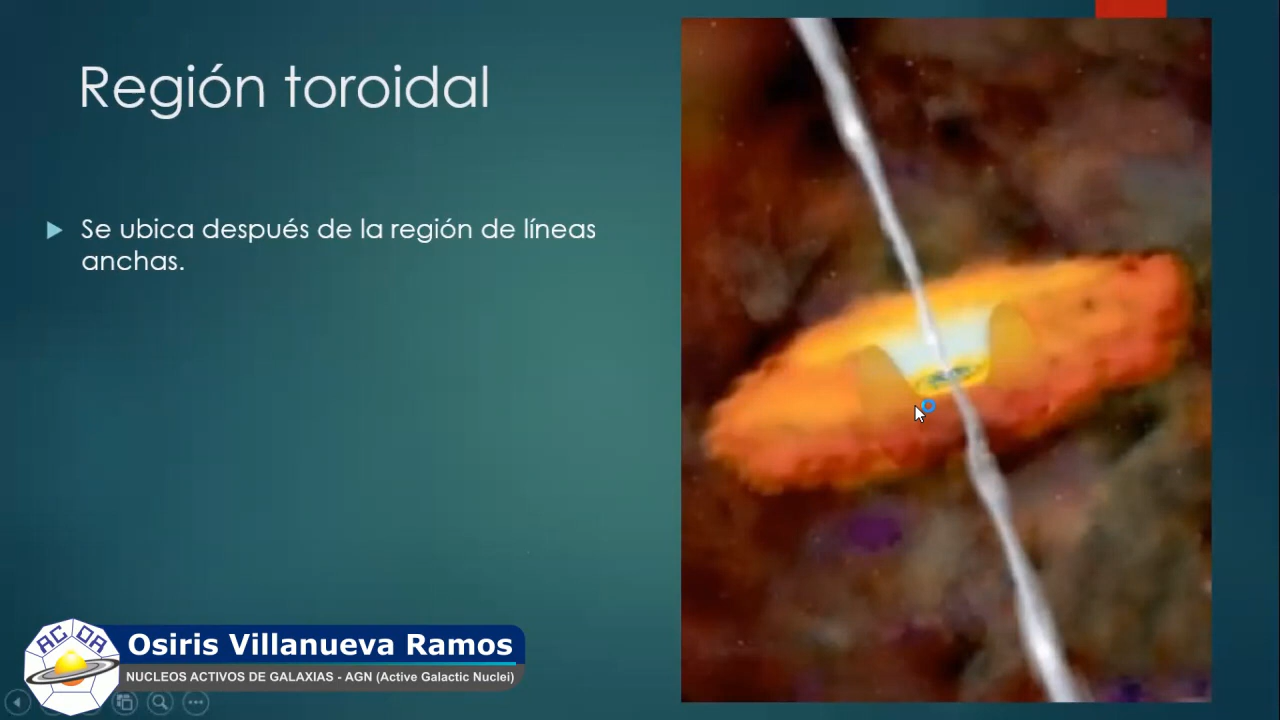 Región toroidal
Se ubica después de la región de líneas
anchas.
ACDA
Osiris Villanueva Ramos
NUCLEOS ACTIVOS DE GALAXIAS - AGN (Active Galactic Nuclei)